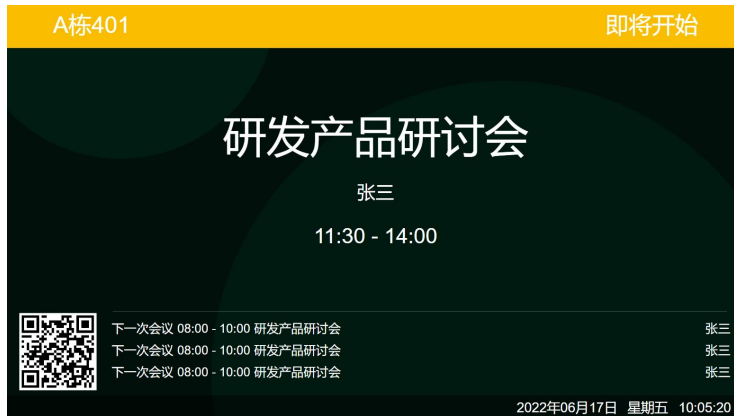 A栋401 即将开始
研发产品研讨会
张三
11:30 - 14:00
下一次会议 08:00 - 10:00 研发产品研讨会 张三
下一次会议 08:00 - 10:00 研发产品研讨会 张三
下一次会议 08:00 - 10:00 研发产品研讨会 张三
2022年06月17日 星期五 10:05:20